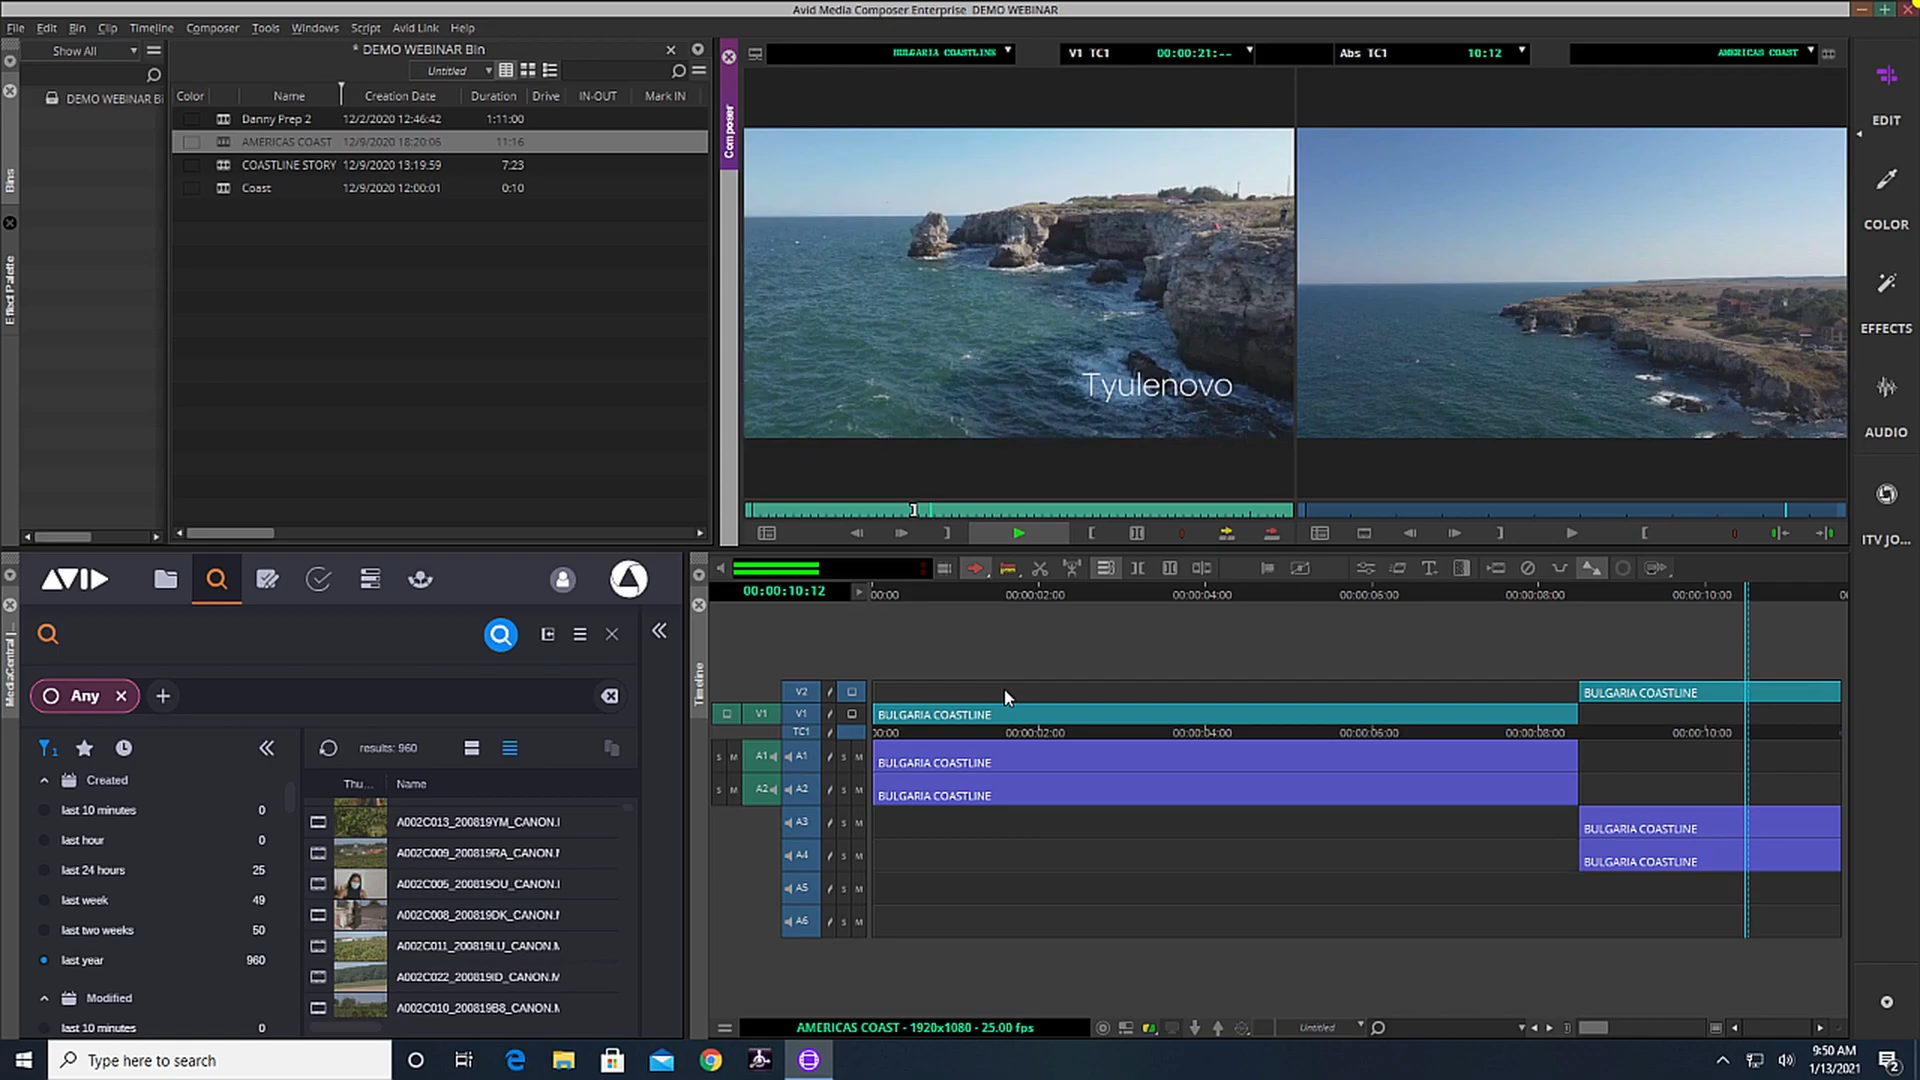 Avid Media Composer Enterprise DEMO WEBINAR
File Edit Bin Clip Timeline Composer Tools Windows Script Avid Link Help
Show All
* DEMO WEBINAR Bin
Untitled
DEMO WEBINAR Bi
Color Name Creation Date Duration Drive IN-OUT Mark IN
Danny Prep 2 12/2/2020 12:46:42 1:11:00
AMERICAS COAST 12/9/2020 18:20:06 11:16
COASTLINE STORY 12/9/2020 13:19:59 7:23
Coast 12/9/2020 12:00:01 0:10
Bins
Effect Palette
Composer
BULGARIA COASTLINE V1 TC1 00:00:21:-- Abs TC1 10:12 AMERICAS COAST
Tyulenovo
EDIT
COLOR
EFFECTS
AUDIO
ITV JO...
AVID
MediaCentral |
Any
1
results: 960
Created
last 10 minutes 0
last hour 0
last 24 hours 25
last week 49
last two weeks 50
last year 960
Modified
last 10 minutes 0
Thu... Name
A002C013_200819YM_CANON.I
A002C009_200819RA_CANON.M
A002C005_200819OU_CANON.I
A002C008_200819DK_CANON.M
A002C011_200819LU_CANON.M
A002C022_200819ID_CANON.M
A002C010_200819B8_CANON.M
Timeline
00:00:10:12
00:00 00:00:02:00 00:00:04:00 00:00:06:00 00:00:08:00 00:00:10:00
V2 BULGARIA COASTLINE
V1 V1 BULGARIA COASTLINE
TC1 00:00 00:00:02:00 00:00:04:00 00:00:06:00 00:00:08:00 00:00:10:00
S M A1 A1 S M BULGARIA COASTLINE
S M A2 A2 S M BULGARIA COASTLINE
A3 S M BULGARIA COASTLINE
A4 S M BULGARIA COASTLINE
A5 S M
A6 S M
AMERICAS COAST - 1920x1080 - 25.00 fps
Untitled
Type here to search
9:50 AM
1/13/2021
2